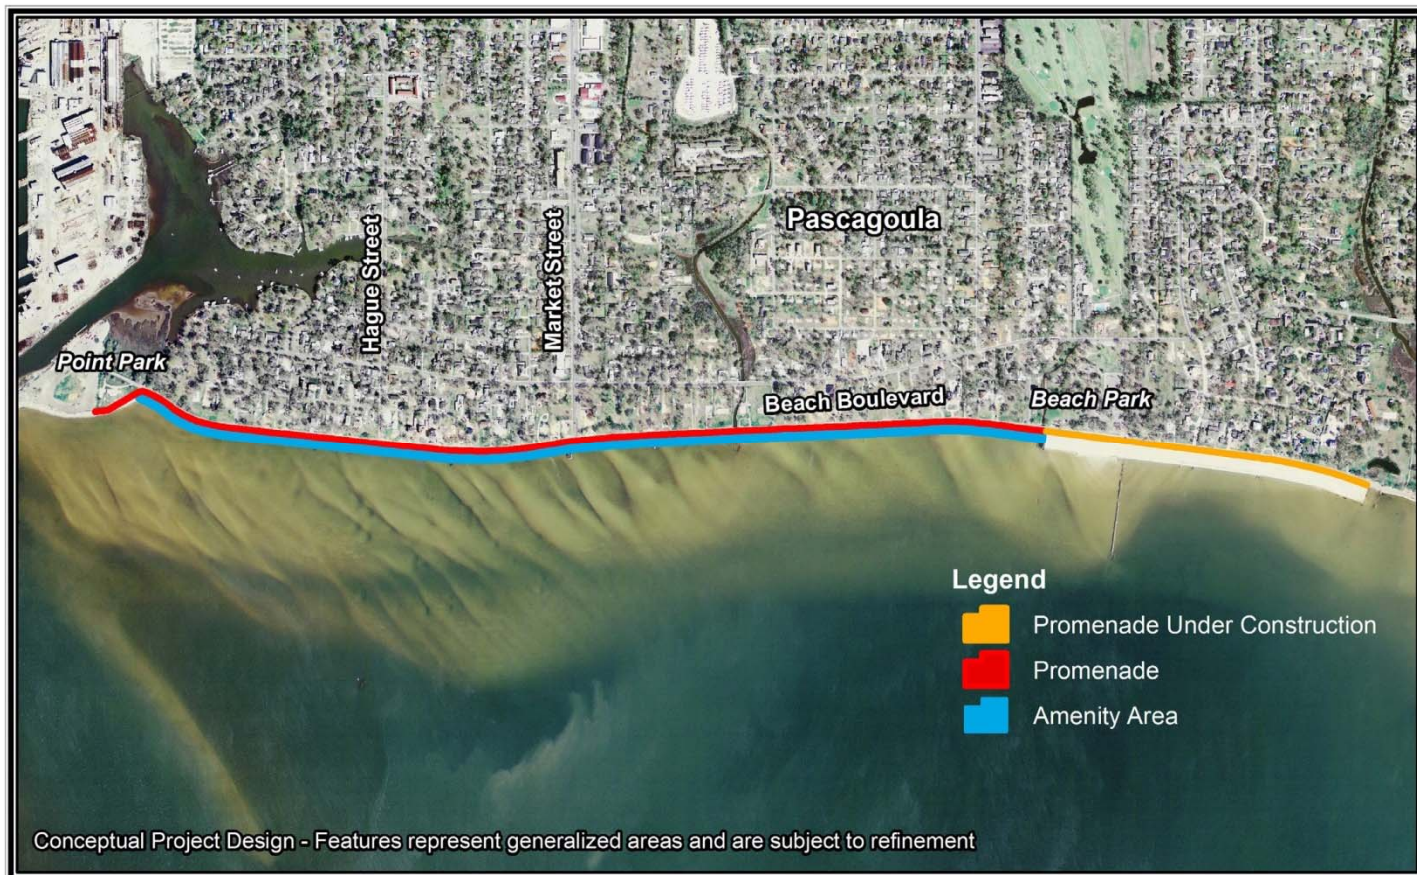 Pascagoula
Hague Street
Market Street
Point Park
Beach Boulevard
Beach Park
Legend
Promenade Under Construction
Promenade
Amenity Area
Conceptual Project Design - Features represent generalized areas and are subject to refinement